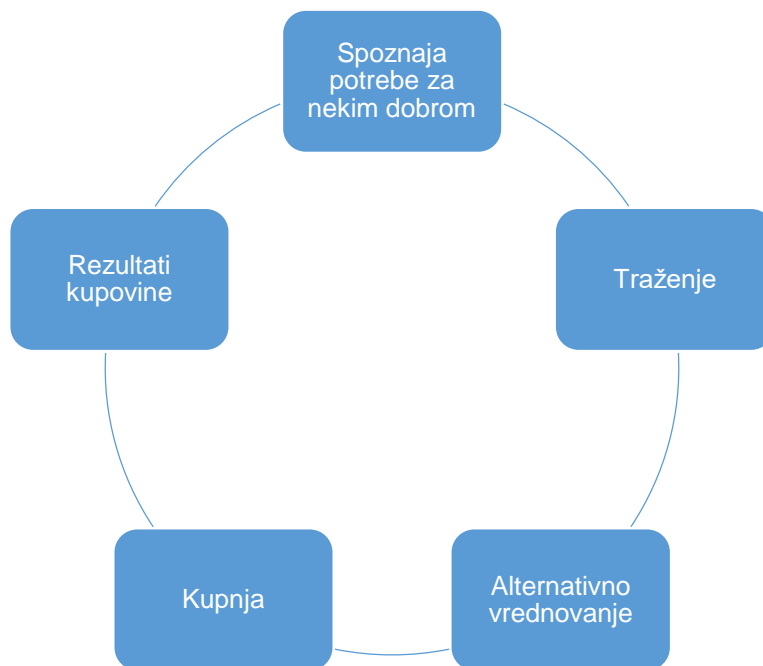 Spoznaja
potrebe za
nekim dobrom
Traženje
Alternativno
vrednovanje
Kupnja
Rezultati
kupovine